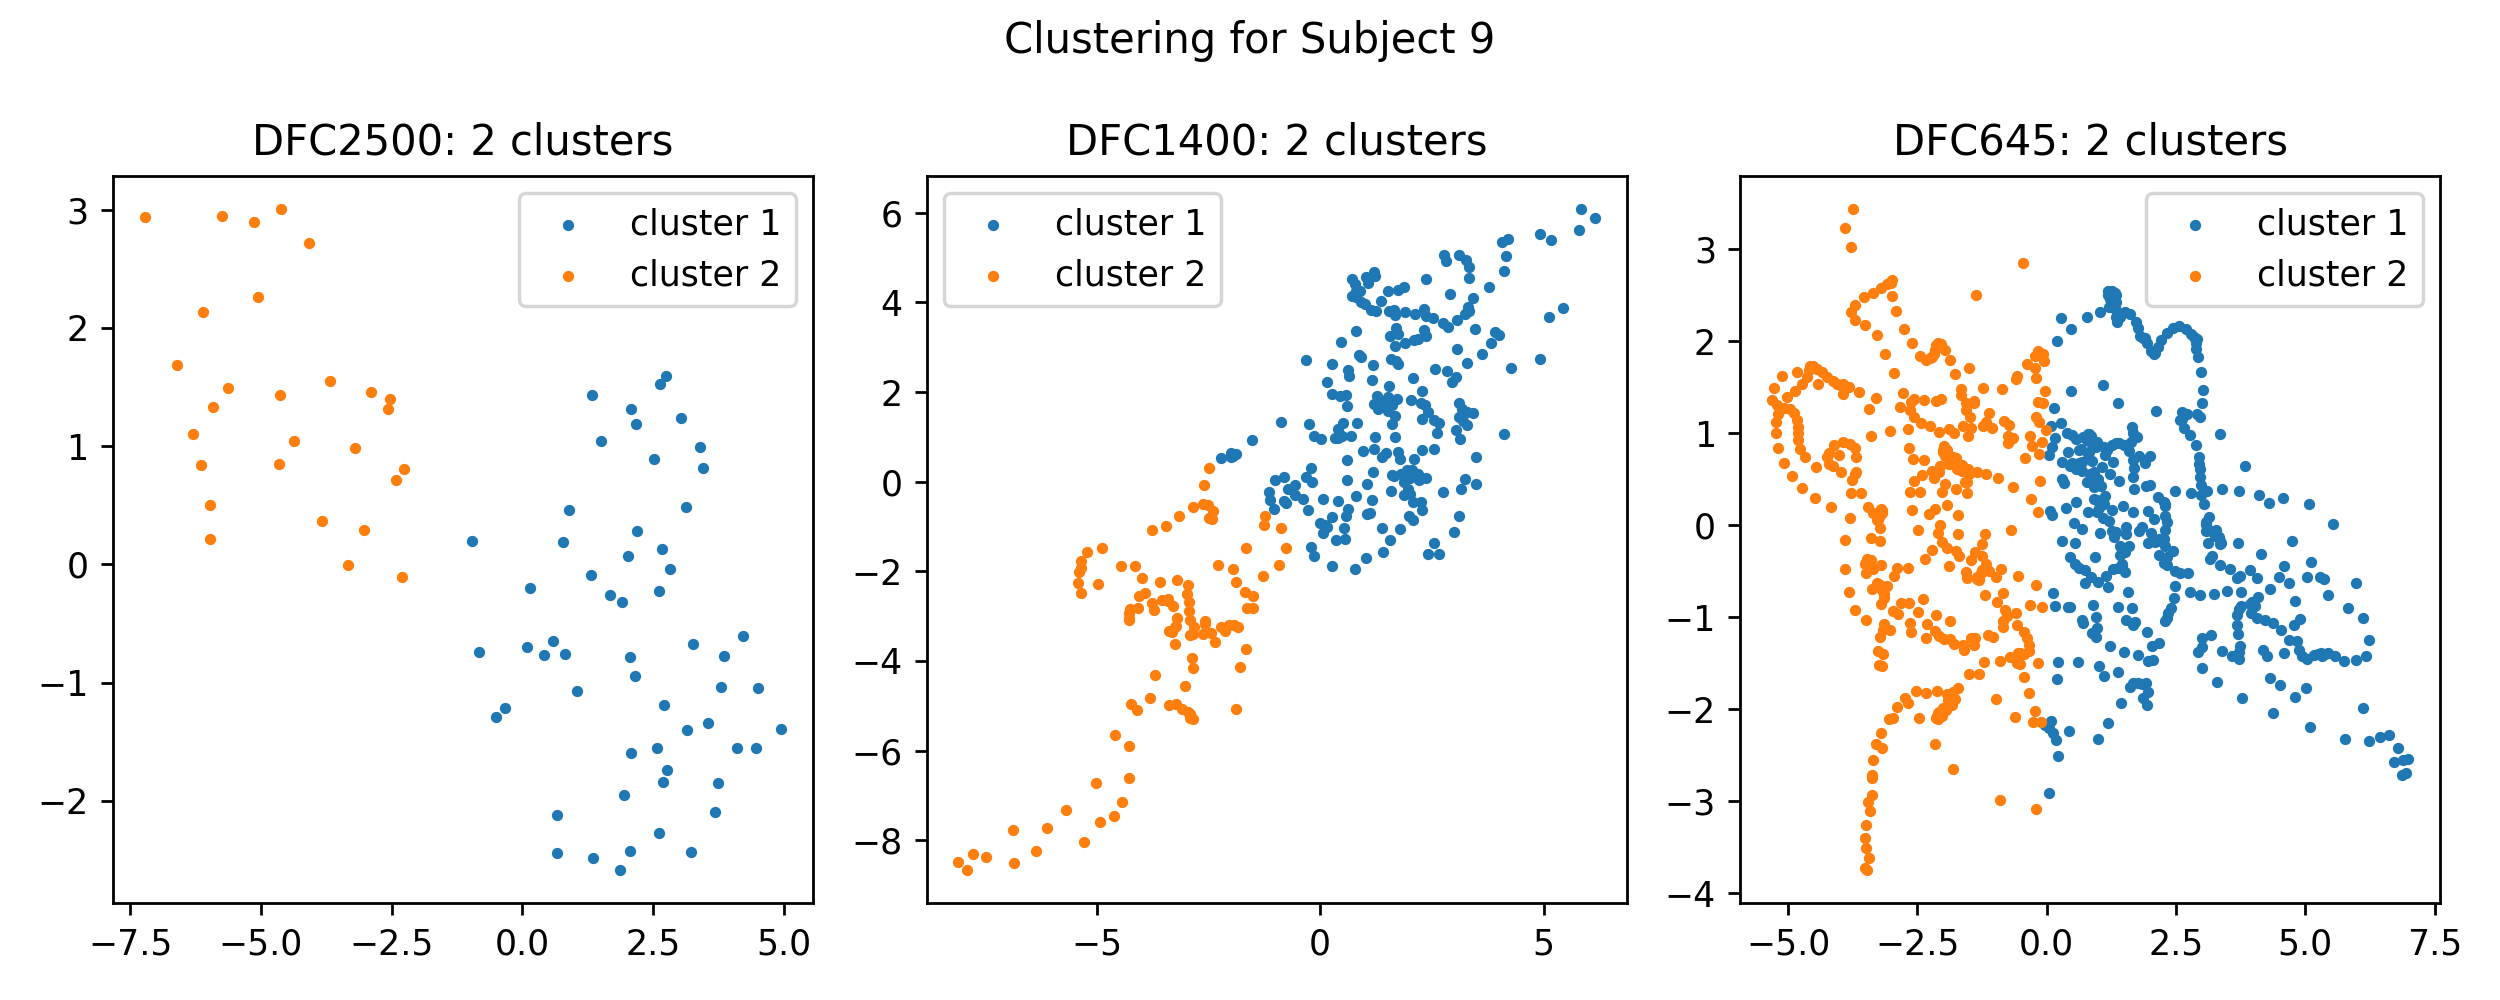 Clustering for Subject 9
DFC2500: 2 clusters
3
2
1
0
−1
−2
−7.5 −5.0 −2.5 0.0 2.5 5.0
cluster 1
cluster 2
DFC1400: 2 clusters
6
4
2
0
−2
−4
−6
−8
−5 0 5
cluster 1
cluster 2
DFC645: 2 clusters
3
2
1
0
−1
−2
−3
−4
−5.0 −2.5 0.0 2.5 5.0 7.5
cluster 1
cluster 2